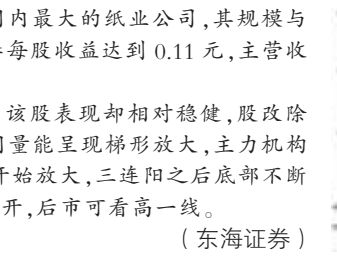 内最大的纸业公司,其规模与
每股收益达到 0.11 元,主营收
该股表现却相对稳健,股改除
量能呈现梯形放大,主力机构
开始放大,三连阳之后底部不断
开,后市可看高一线。
(东海证券)